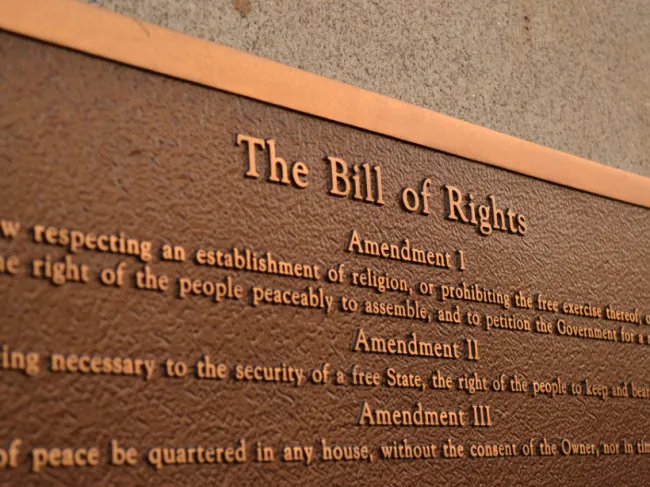 The Bill of Rights
Amendment I
w respecting an establishment of religion, or prohibiting the free exercise thereof, o
he right of the people peaceably to assemble, and to petition the Government for a
Amendment II
ing necessary to the security of a free State, the right of the people to keep and bear
Amendment III
of peace be quartered in any house, without the consent of the Owner, nor in tim